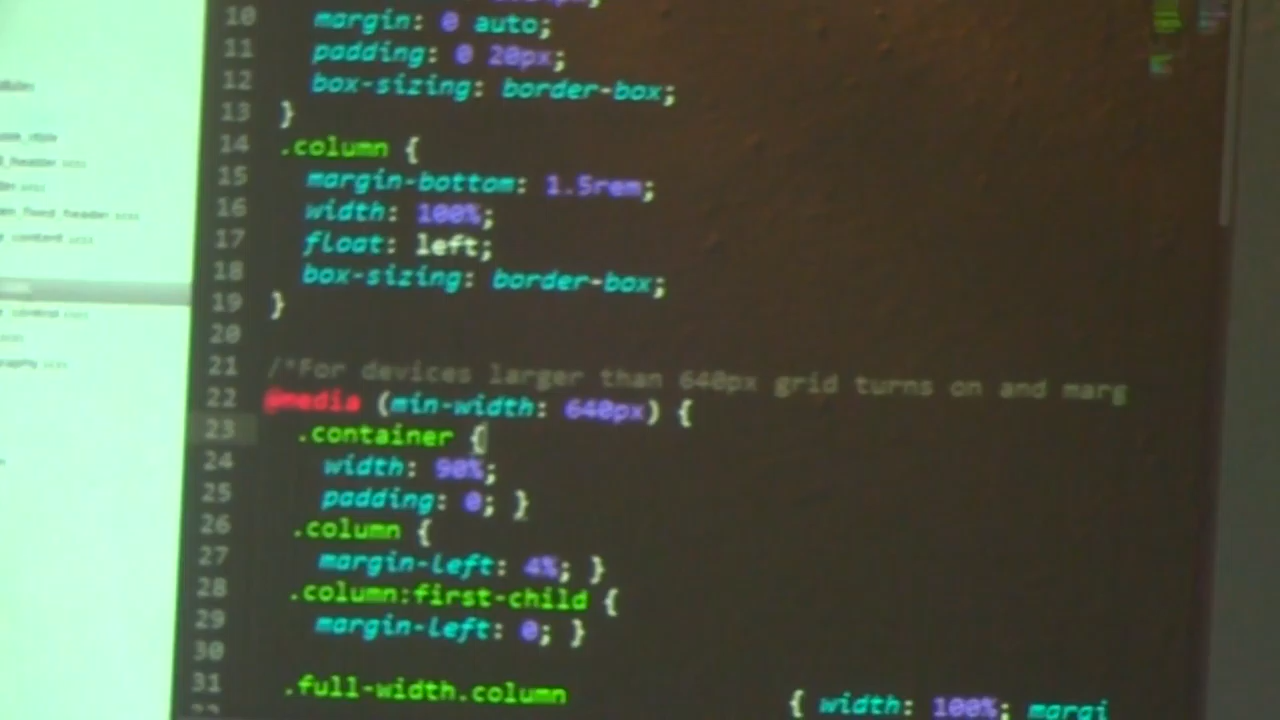 10 margin: 0 auto;
11 padding: 0 20px;
12 box-sizing: border-box;
13 }
14 .column {
15 margin-bottom: 1.5rem;
16 width: 100%;
17 float: left;
18 box-sizing: border-box;
19 }
20
21 /*For devices larger than 640px grid turns on and marg
22 @media (min-width: 640px) {
23 .container {
24 width: 90%;
25 padding: 0; }
26 .column {
27 margin-left: 4%; }
28 .column:first-child {
29 margin-left: 0; }
30
31 .full-width.column { width: 100%; margi